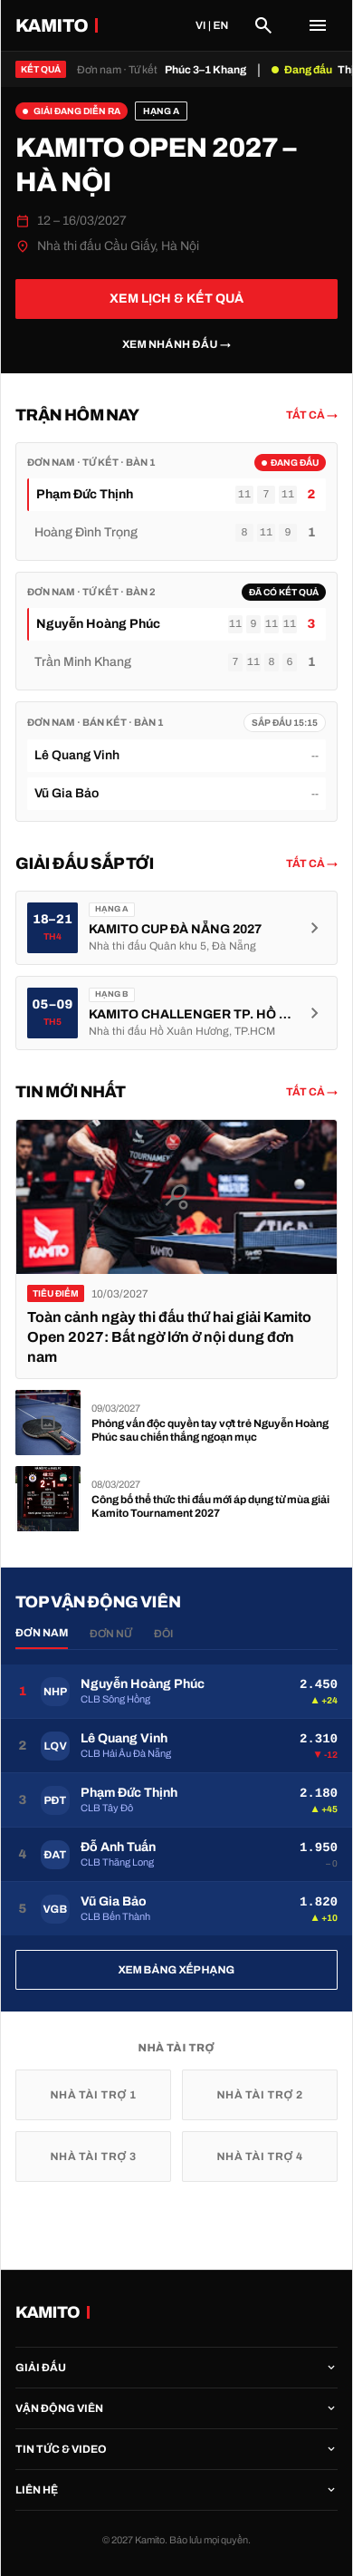 KAMITO
VI | EN
KẾT QUẢ Đơn nam · Tứ kết Phúc 3–1 Khang | Đang đấu Th
GIẢI ĐANG DIỄN RA HẠNG A
KAMITO OPEN 2027 –
HÀ NỘI
12 – 16/03/2027
Nhà thi đấu Cầu Giấy, Hà Nội
XEM LỊCH & KẾT QUẢ
XEM NHÁNH ĐẤU →
TRẬN HÔM NAY TẤT CẢ →
ĐƠN NAM · TỨ KẾT · BÀN 1 ĐANG ĐẤU
Phạm Đức Thịnh 11 7 11 2
Hoàng Đình Trọng 8 11 9 1
ĐƠN NAM · TỨ KẾT · BÀN 2 ĐÃ CÓ KẾT QUẢ
Nguyễn Hoàng Phúc 11 9 11 11 3
Trần Minh Khang 7 11 8 6 1
ĐƠN NAM · BÁN KẾT · BÀN 1 SẮP ĐẤU 15:15
Lê Quang Vinh --
Vũ Gia Bảo --
GIẢI ĐẤU SẮP TỚI TẤT CẢ →
18–21
TH4
HẠNG A
KAMITO CUP ĐÀ NẴNG 2027
Nhà thi đấu Quân khu 5, Đà Nẵng
05–09
TH5
HẠNG B
KAMITO CHALLENGER TP. HỒ ...
Nhà thi đấu Hồ Xuân Hương, TP.HCM
TIN MỚI NHẤT TẤT CẢ →
KAMITO
TIÊU ĐIỂM 10/03/2027
Toàn cảnh ngày thi đấu thứ hai giải Kamito
Open 2027: Bất ngờ lớn ở nội dung đơn
nam
09/03/2027
Phỏng vấn độc quyền tay vợt trẻ Nguyễn Hoàng
Phúc sau chiến thắng ngoạn mục
08/03/2027
Công bố thể thức thi đấu mới áp dụng từ mùa giải
Kamito Tournament 2027
TOP VẬN ĐỘNG VIÊN
ĐƠN NAM ĐƠN NỮ ĐÔI
1 NHP Nguyễn Hoàng Phúc 2.450
CLB Sông Hồng ▲ +24
2 LQV Lê Quang Vinh 2.310
CLB Hải Âu Đà Nẵng ▼ -12
3 PĐT Phạm Đức Thịnh 2.180
CLB Tây Đô ▲ +45
4 ĐAT Đỗ Anh Tuấn 1.950
CLB Thăng Long – 0
5 VGB Vũ Gia Bảo 1.820
CLB Bến Thành ▲ +10
XEM BẢNG XẾP HẠNG
NHÀ TÀI TRỢ
NHÀ TÀI TRỢ 1 NHÀ TÀI TRỢ 2
NHÀ TÀI TRỢ 3 NHÀ TÀI TRỢ 4
KAMITO
GIẢI ĐẤU
VẬN ĐỘNG VIÊN
TIN TỨC & VIDEO
LIÊN HỆ
© 2027 Kamito. Bảo lưu mọi quyền.